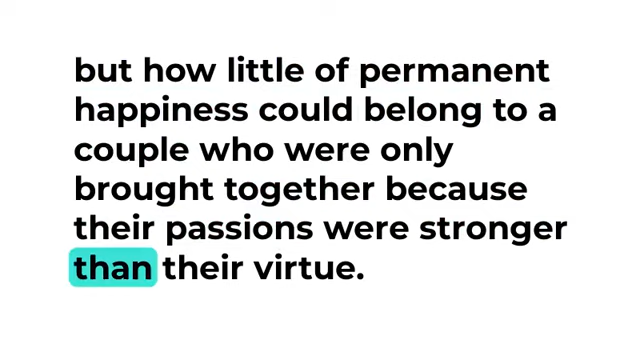 but how little of permanent
happiness could belong to a
couple who were only
brought together because
their passions were stronger
than their virtue.